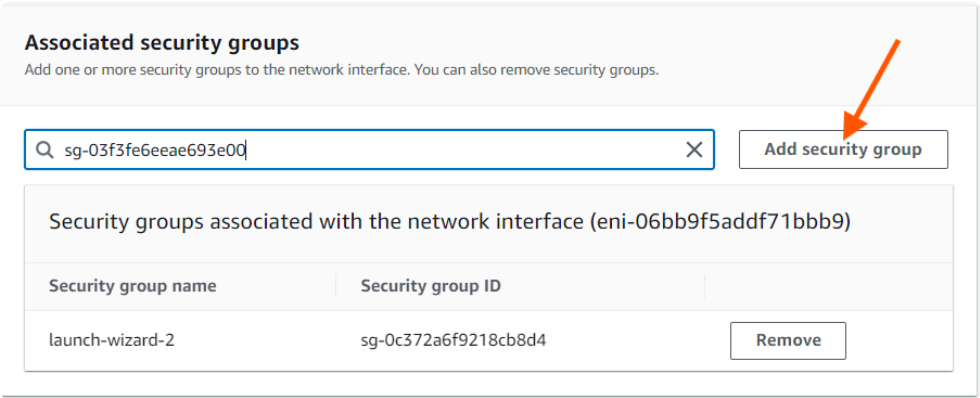 Associated security groups
Add one or more security groups to the network interface. You can also remove security groups.
sg-03f3fe6eeae693e00
Add security group
Security groups associated with the network interface (eni-06bb9f5addf71bbb9)
Security group name Security group ID
launch-wizard-2 sg-0c372a6f9218cb8d4 Remove